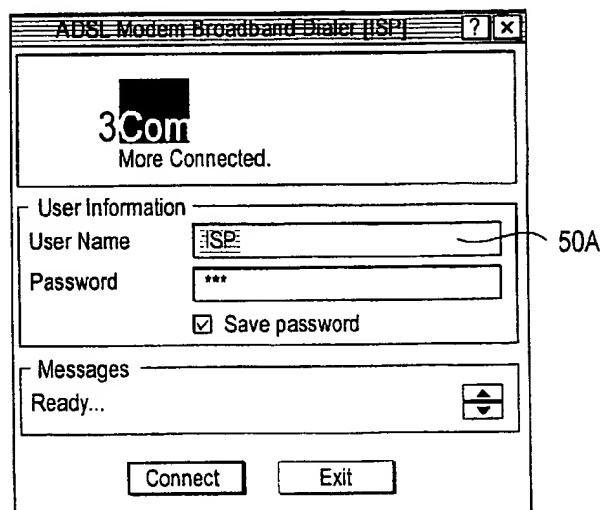 ADSL Modem Broadband Dialer [ISP] ? ×
3Com
More Connected.
User Information
User Name ISP 50A
Password ***
Save password
Messages
Ready...
Connect Exit